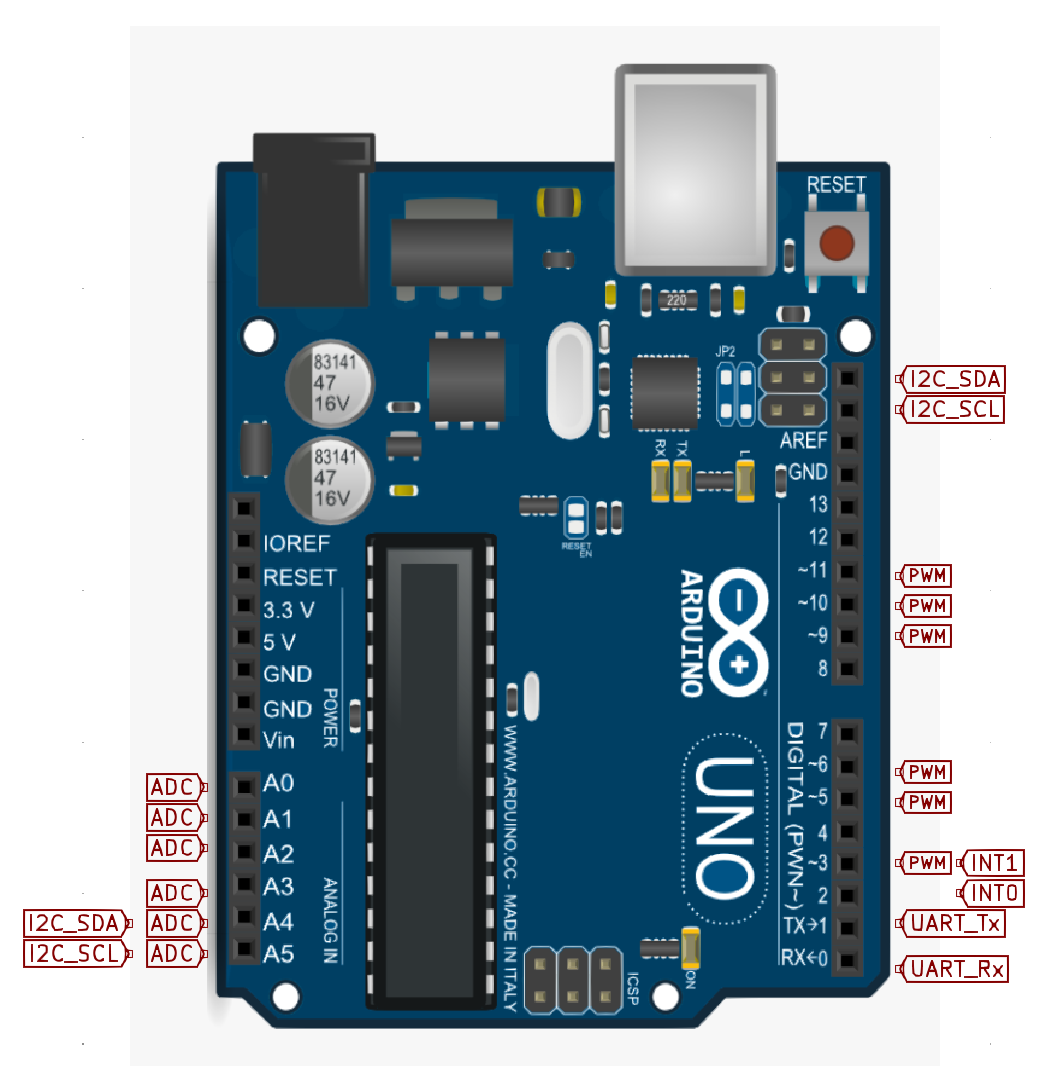 RESET
220
JP2
83141
47
16V
83141
47
16V
I2C_SDA
I2C_SCL
AREF
GND
13
12
~11
~10
~9
8
PWM
PWM
PWM
RX
TX
L
RESET
EN
IOREF
RESET
3.3 V
5 V
GND
GND
Vin
POWER
ARDUINO
™
UNO
WWW.ARDUINO.CC - MADE IN ITALY
DIGITAL (PWN~)
7
~6
~5
4
~3
2
TX→1
RX←0
PWM
PWM
PWM
INT1
INT0
UART_Tx
UART_Rx
ADC
ADC
ADC
ADC
I2C_SDA ADC
I2C_SCL ADC
A0
A1
A2
A3
A4
A5
ANALOG IN
ICSP
ON